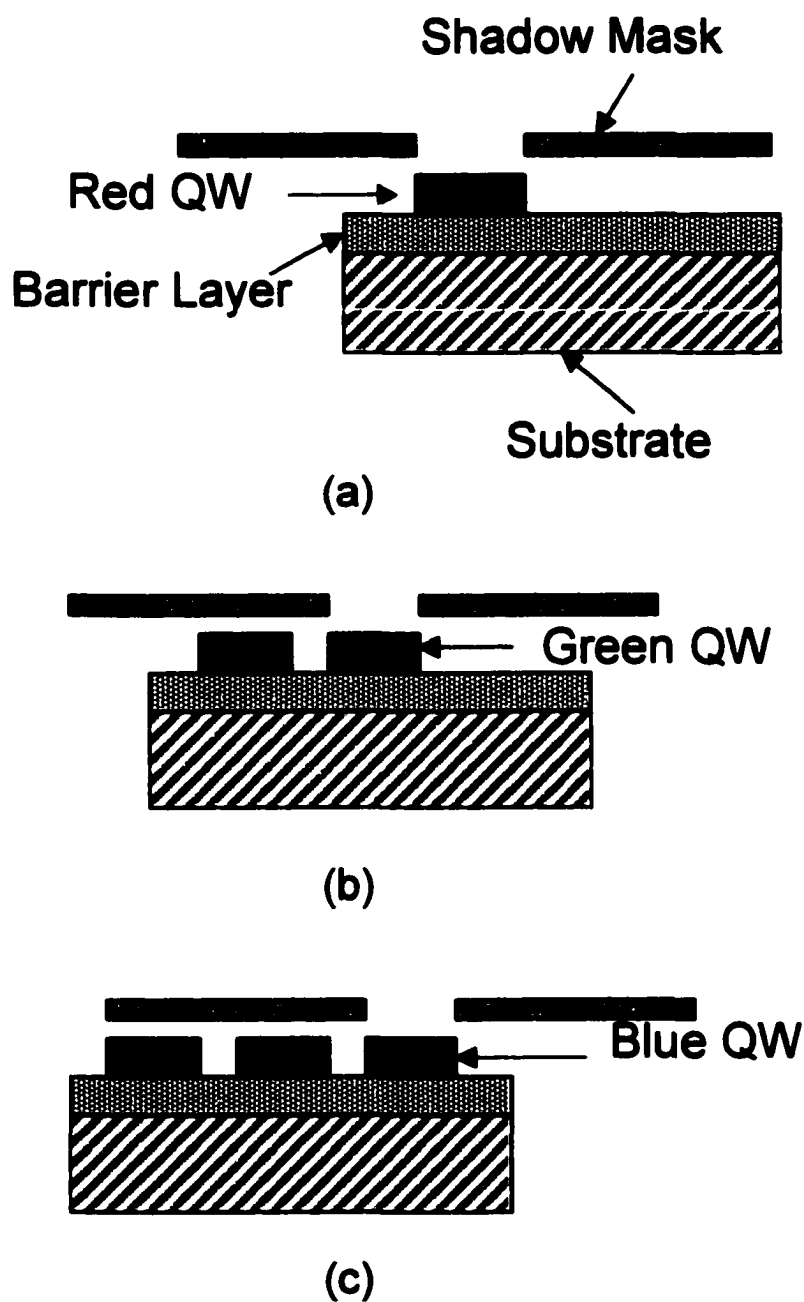 Shadow Mask
Red QW
Barrier Layer
Substrate
(a)
Green QW
(b)
Blue QW
(c)